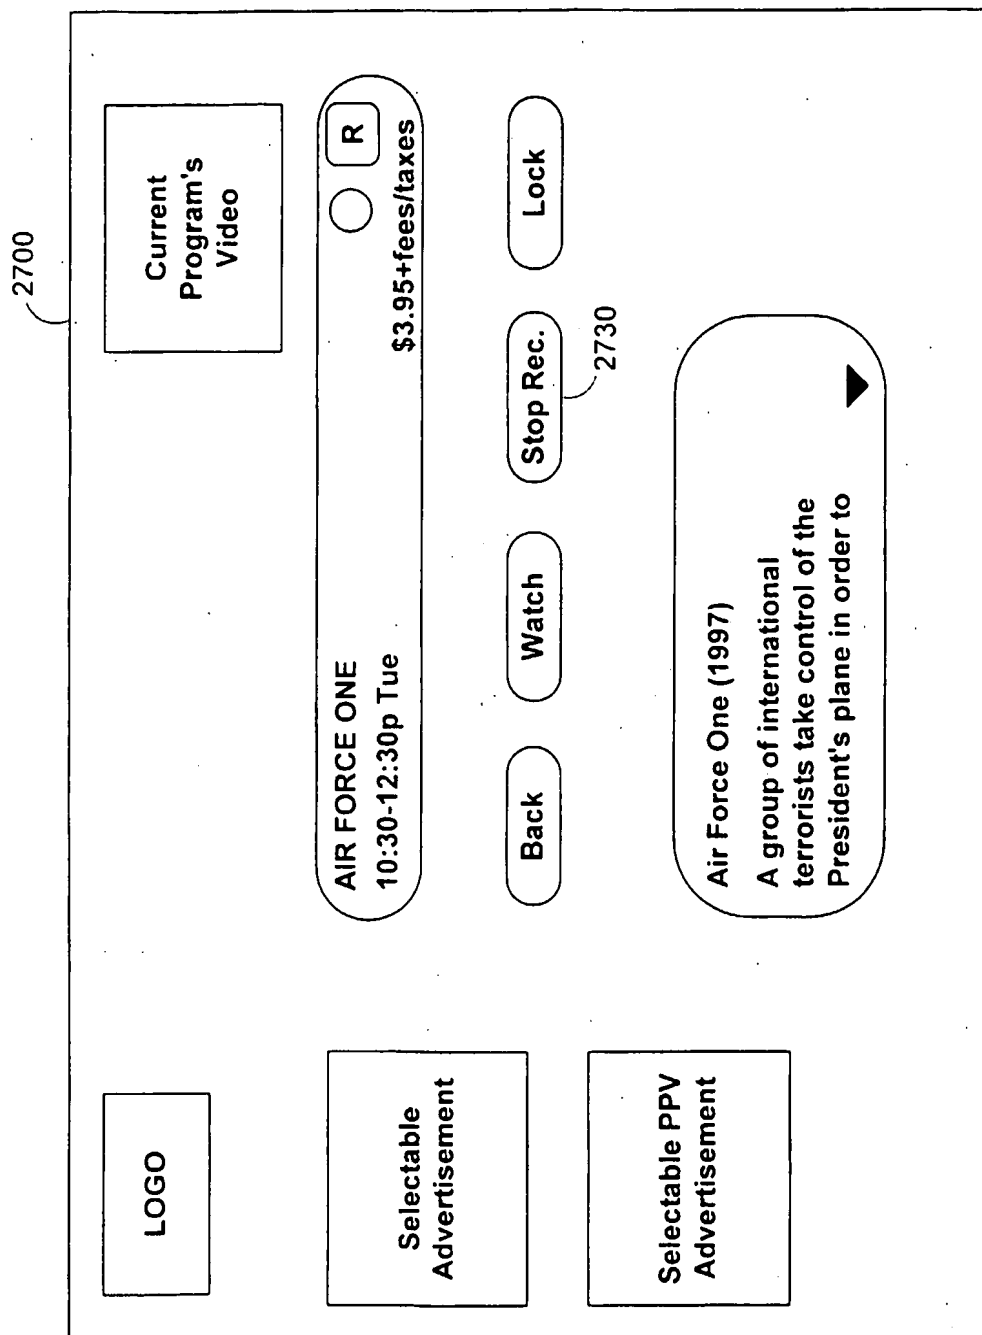 2700
LOGO
Current
Program's
Video
AIR FORCE ONE
R
10:30-12:30p Tue
$3.95+fees/taxes
Back
Watch
Stop Rec.
Lock
2730
Selectable
Advertisement
Selectable PPV
Advertisement
Air Force One (1997)
A group of international
terrorists take control of the
President's plane in order to